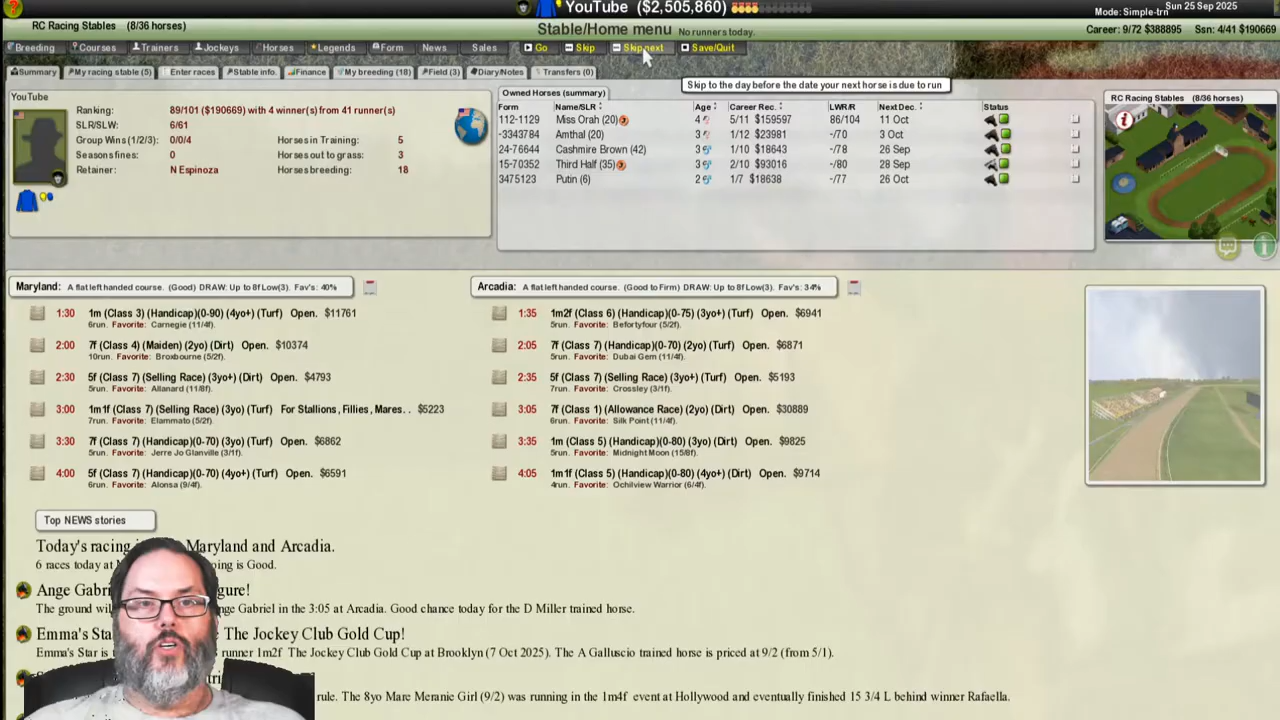 YouTube ($2,505,860)
Mode: Simple-trn
Sun 25 Sep 2025
RC Racing Stables (8/36 horses)
Stable/Home menu No runners today.
Career: 9/72 $388895 Ssn: 4/41 $190669
Breeding Courses Trainers Jockeys Horses Legends Form News Sales Go Skip Skip next Save/Quit
Summary My racing stable (5) Enter races Stable info. Finance My breeding (18) Field (3) Diary/Notes Transfers (0)
Skip to the day before the date your next horse is due to run
YouTube
Ranking: 89/101 ($190669) with 4 winner(s) from 41 runner(s)
SLR/SLW: 6/61
Group Wins (1/2/3): 0/0/4 Horses in Training: 5
Seasons fines: 0 Horses out to grass: 3
Retainer: N Espinoza Horses breeding: 18
Owned Horses (summary)
Form Name/SLR : Age : Career Rec. : LWR/R Next Dec. : Status
112-1129 Miss Orah (20) 4 5/11 $159597 86/104 11 Oct
-3343784 Amthal (20) 3 1/12 $23981 -/70 3 Oct
24-76644 Cashmire Brown (42) 3 1/10 $18643 -/78 26 Sep
15-70352 Third Half (35) 3 2/10 $93016 -/80 28 Sep
3475123 Putin (6) 2 1/7 $18638 -/77 26 Oct
RC Racing Stables (8/36 horses)
Maryland: A flat left handed course. (Good) DRAW: Up to 8f Low(3). Fav's: 40%
1:30 1m (Class 3) (Handicap)(0-90) (4yo+) (Turf) Open. $11761
6run. Favorite: Carnegie (11/4f).
2:00 7f (Class 4) (Maiden) (2yo) (Dirt) Open. $10374
10run. Favorite: Broxbourne (5/2f).
2:30 5f (Class 7) (Selling Race) (3yo+) (Dirt) Open. $4793
5run. Favorite: Allanard (11/8f).
3:00 1m1f (Class 7) (Selling Race) (3yo) (Turf) For Stallions, Fillies, Mares. . $5223
7run. Favorite: Elammato (5/2f).
3:30 7f (Class 7) (Handicap)(0-70) (3yo) (Turf) Open. $6862
5run. Favorite: Jerre Jo Glanville (3/1f).
4:00 5f (Class 7) (Handicap)(0-70) (4yo+) (Turf) Open. $6591
6run. Favorite: Alonsa (9/4f).
Arcadia: A flat left handed course. (Good to Firm) DRAW: Up to 8f Low(3). Fav's: 34%
1:35 1m2f (Class 6) (Handicap)(0-75) (3yo+) (Turf) Open. $6941
5run. Favorite: Befortyfour (5/2f).
2:05 7f (Class 7) (Handicap)(0-70) (2yo) (Turf) Open. $6871
5run. Favorite: Dubai Gem (11/4f).
2:35 5f (Class 7) (Selling Race) (3yo+) (Turf) Open. $5193
7run. Favorite: Crossley (3/1f).
3:05 7f (Class 1) (Allowance Race) (2yo) (Dirt) Open. $30889
6run. Favorite: Silk Point (11/4f).
3:35 1m (Class 5) (Handicap)(0-80) (3yo) (Dirt) Open. $9825
5run. Favorite: Midnight Moon (15/8f).
4:05 1m1f (Class 5) (Handicap)(0-80) (4yo+) (Dirt) Open. $9714
4run. Favorite: Ochilview Warrior (6/4f).
Top NEWS stories
Today's racing Maryland and Arcadia.
6 races today at going is Good.
Ange Gabri gure!
The ground wil nge Gabriel in the 3:05 at Arcadia. Good chance today for the D Miller trained horse.
Emma's Sta The Jockey Club Gold Cup!
Emma's Star is runner 1m2f The Jockey Club Gold Cup at Brooklyn (7 Oct 2025). The A Galluscio trained horse is priced at 9/2 (from 5/1).
rule. The 8yo Mare Meranie Girl (9/2) was running in the 1m4f event at Hollywood and eventually finished 15 3/4 L behind winner Rafaella.